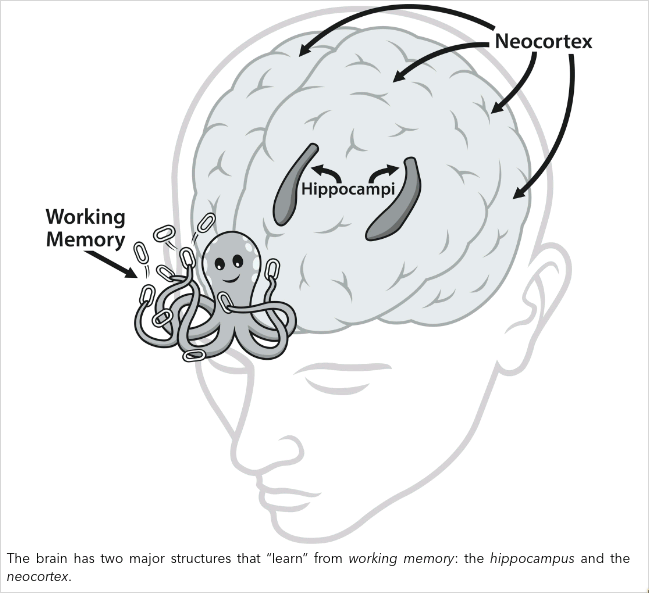 Neocortex
Hippocampi
Working
Memory
The brain has two major structures that “learn” from working memory: the hippocampus and the
neocortex.